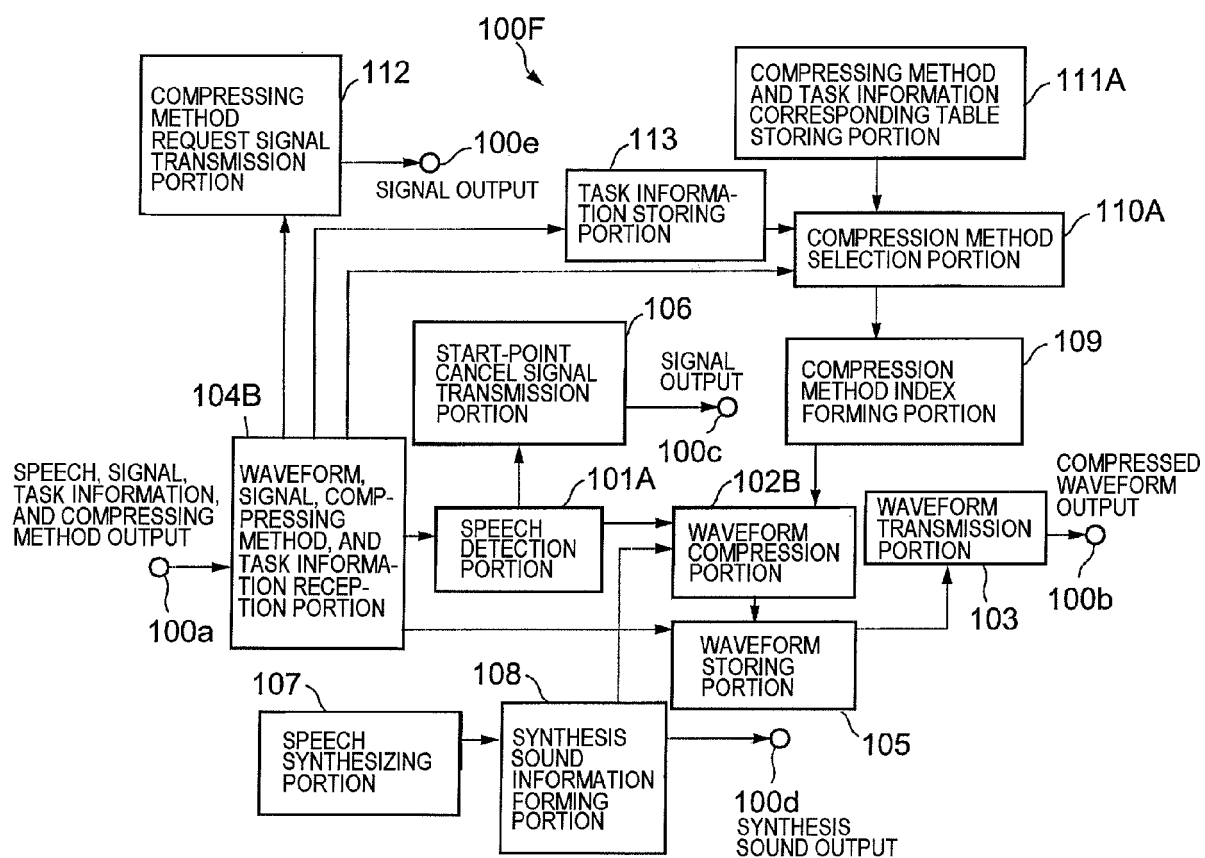 100F
112
COMPRESSING
METHOD
REQUEST SIGNAL
TRANSMISSION
PORTION
100e
SIGNAL OUTPUT
113
TASK INFORMA-
TION STORING
PORTION
COMPRESSING METHOD
AND TASK INFORMATION
CORRESPONDING TABLE
STORING PORTION
111A
110A
COMPRESSION METHOD
SELECTION PORTION
106
START-POINT
CANCEL SIGNAL
TRANSMISSION
PORTION
SIGNAL
OUTPUT
100c
109
COMPRESSION
METHOD INDEX
FORMING PORTION
104B
SPEECH, SIGNAL,
TASK INFORMATION,
AND COMPRESSING
METHOD OUTPUT
100a
WAVEFORM,
SIGNAL, COM-
PRESSING
METHOD, AND
TASK INFORMA-
TION RECEP-
TION PORTION
101A
SPEECH
DETECTION
PORTION
102B
WAVEFORM
COMPRESSION
PORTION
WAVEFORM
TRANSMISSION
PORTION
103
COMPRESSED
WAVEFORM
OUTPUT
100b
WAVEFORM
STORING
PORTION
105
107
SPEECH
SYNTHESIZING
PORTION
108
SYNTHESIS
SOUND
INFORMATION
FORMING
PORTION
100d
SYNTHESIS
SOUND OUTPUT